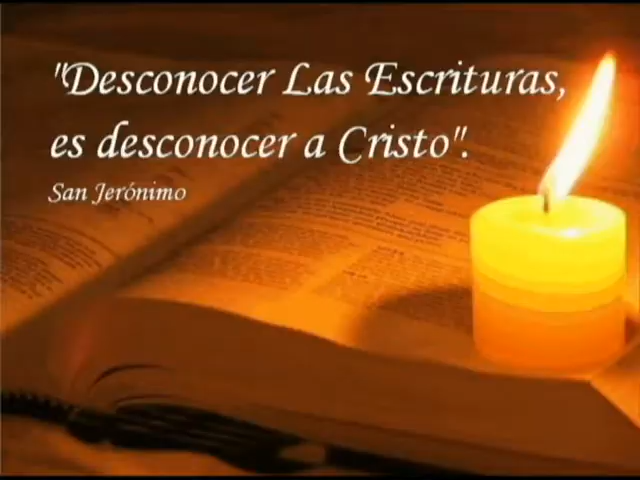 "Desconocer Las Escrituras,
es desconocer a Cristo".
San Jerónimo